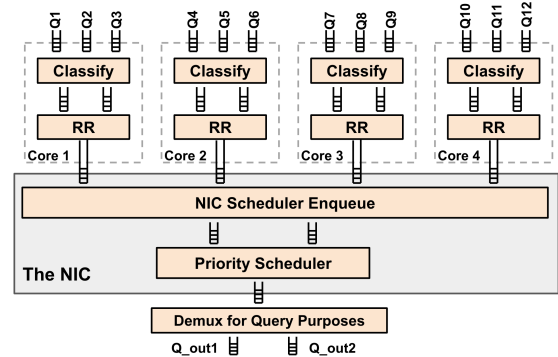 Q1 Q2 Q3 Q4 Q5 Q6 Q7 Q8 Q9 Q10 Q11 Q12
Classify Classify Classify Classify
RR RR RR RR
Core 1 Core 2 Core 3 Core 4
NIC Scheduler Enqueue
Priority Scheduler
The NIC
Demux for Query Purposes
Q_out1 Q_out2